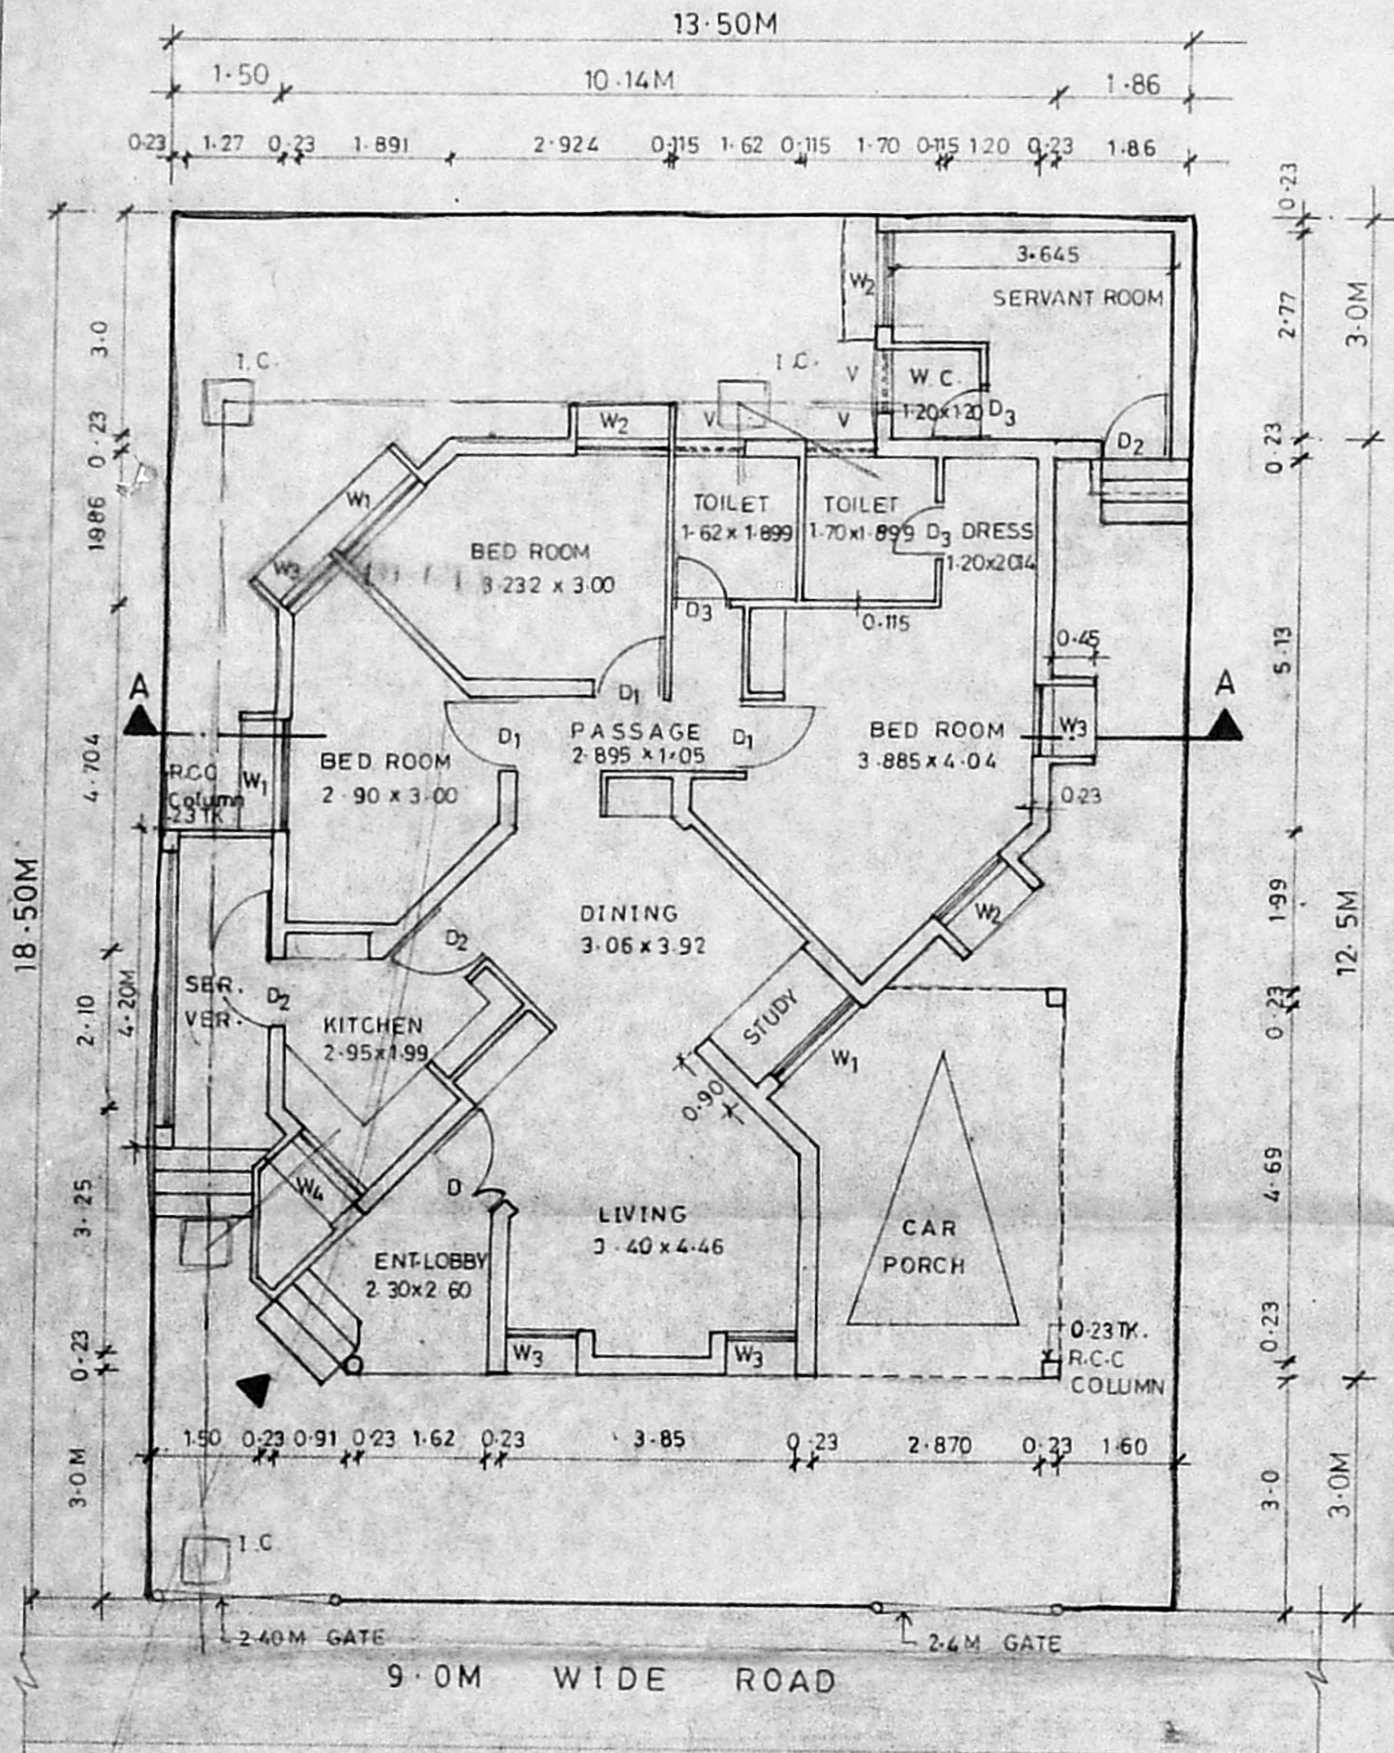 13·50M
1·50 10·14M 1·86
0·23 1·27 0·23 1·891 2·924 0·115 1·62 0·115 1·70 0·115 1·20 0·23 1·86
0·23
3·645
SERVANT ROOM
W2
2·77
3·0M
3·0
I.C.
I.C.
V
W.C.
1·20x1·20
D3
W2
V
V
D2
0·23
0·23
W1
TOILET
1·62 x 1·899
TOILET
1·70x1·899
D3
DRESS
1·20x2·014
1·986
BED ROOM
3·232 x 3·00
W3
D3
0·115
0·45
5·13
A
A
D1
PASSAGE
2·895 x 1·05
D1
D1
BED ROOM
3·885 x 4·04
W3
BED ROOM
2·90 x 3·00
4·704
R.C.C
Column
·23 TK
W1
0·23
18·50M
DINING
3·06 x 3·92
W2
1·99
12·5M
D2
SER.
VER.
D2
KITCHEN
2·95x1·99
2·10
4·20M
STUDY
W1
0·23
0·90
4·69
3·25
W4
D
LIVING
3·40 x 4·46
CAR
PORCH
ENT·LOBBY
2·30x2·60
0·23
W3
W3
0·23TK.
R.C.C
COLUMN
0·23
1·50 0·23 0·91 0·23 1·62 0·23 3·85 0·23 2·870 0·23 1·60
3·0M
3·0
3·0M
I.C
2·40M GATE
2·4M GATE
9·0M WIDE ROAD